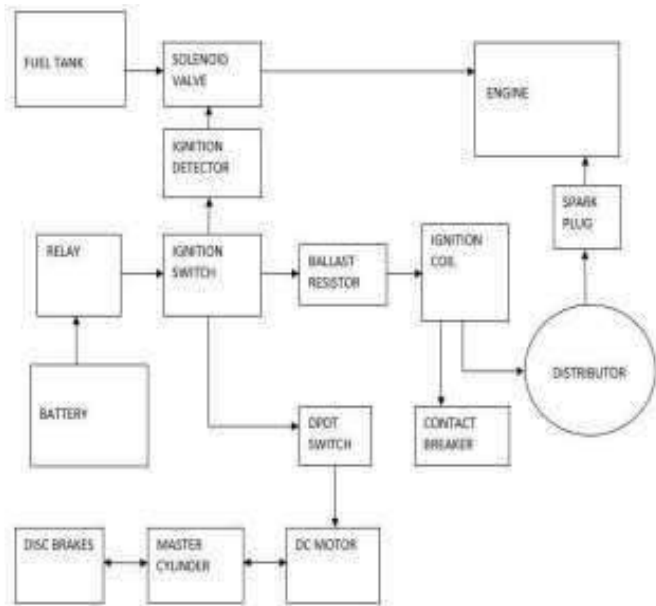 FUEL TANK
SOLENOID
VALVE
ENGINE
IGNITION
DETECTOR
SPARK
PLUG
RELAY
IGNITION
SWITCH
BALLAST
RESISTOR
IGNITION
COIL
DISTRIBUTOR
BATTERY
DPDT
SWITCH
CONTACT
BREAKER
DISC BRAKES
MASTER
CYLINDER
DC MOTOR